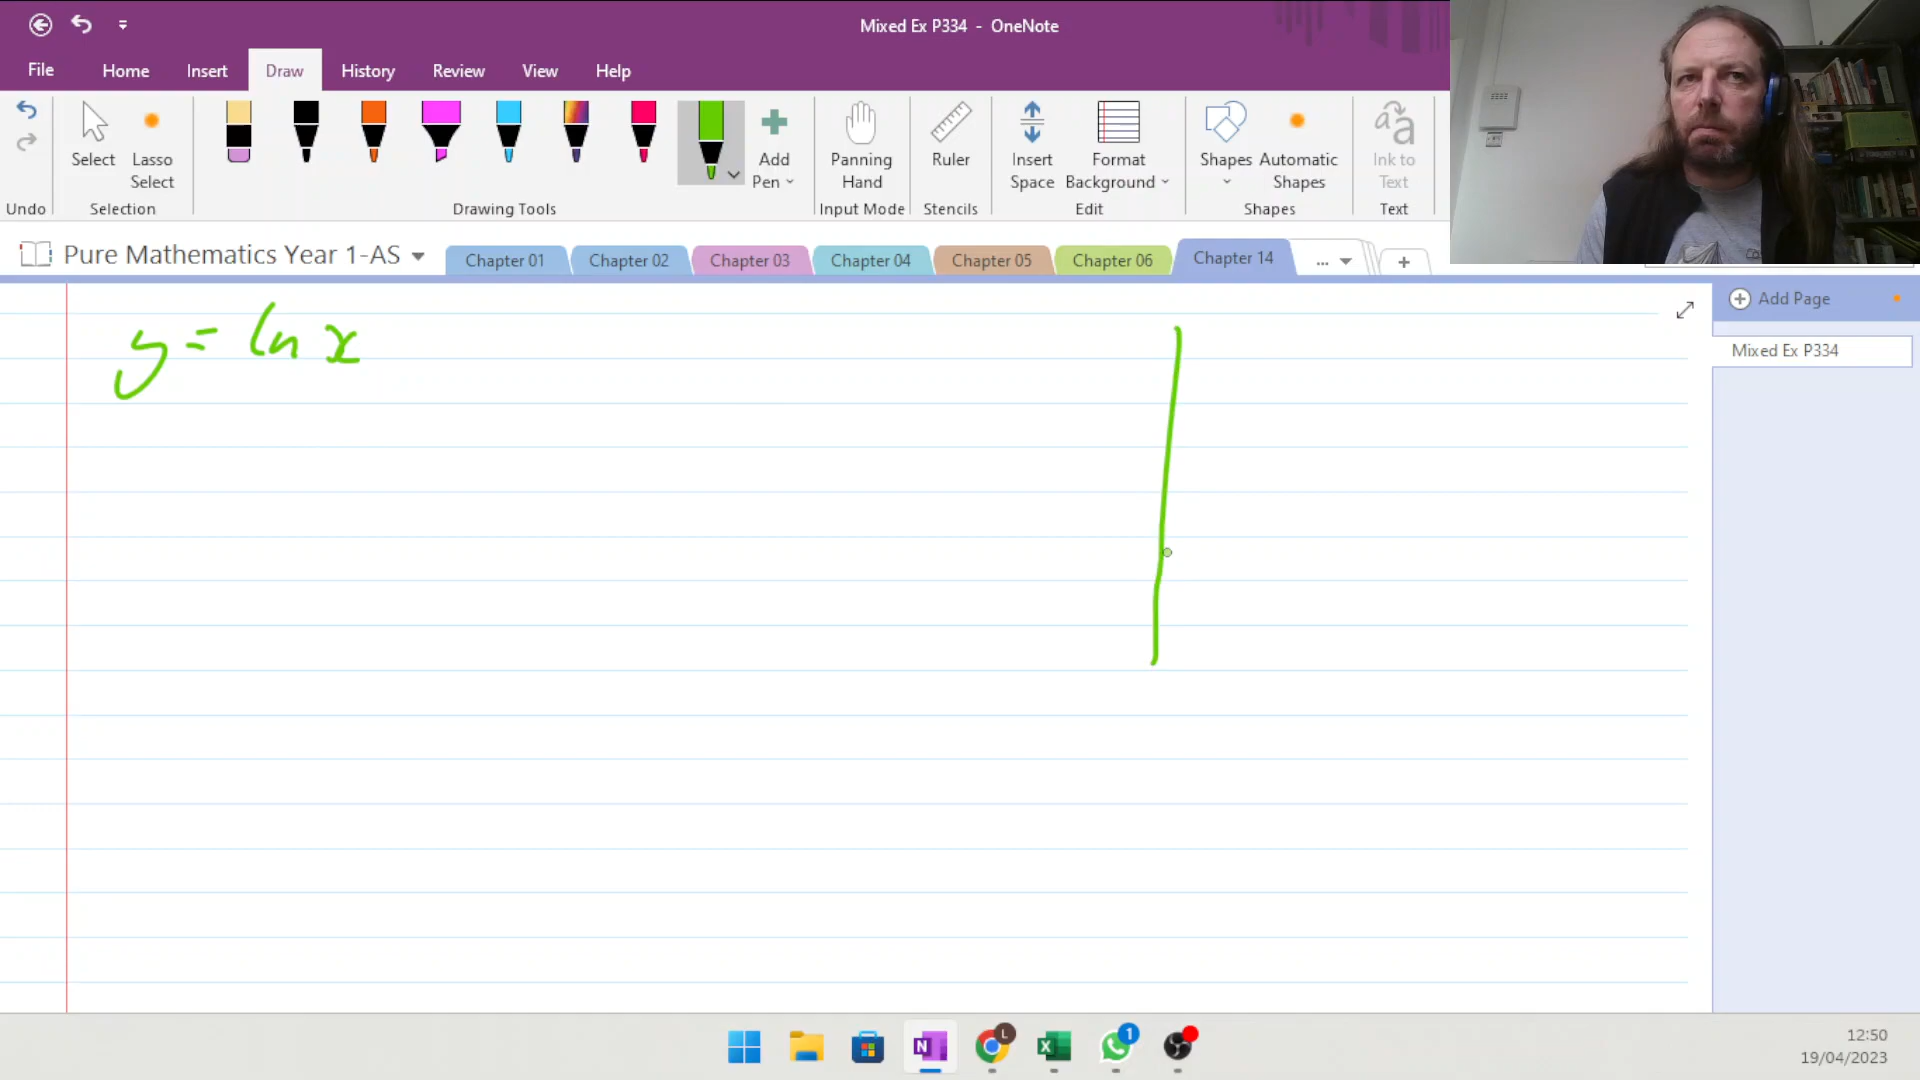 Mixed Ex P334 - OneNote
File Home Insert Draw History Review View Help
Select
Lasso Select
Add Pen
Panning Hand
Ruler
Insert Space
Format Background
Shapes
Automatic Shapes
Ink to Text
Undo Selection Drawing Tools Input Mode Stencils Edit Shapes Text
Pure Mathematics Year 1-AS Chapter 01 Chapter 02 Chapter 03 Chapter 04 Chapter 05 Chapter 06 Chapter 14 ...
Add Page
Mixed Ex P334
y = ln x
N L X 1
12:50
19/04/2023